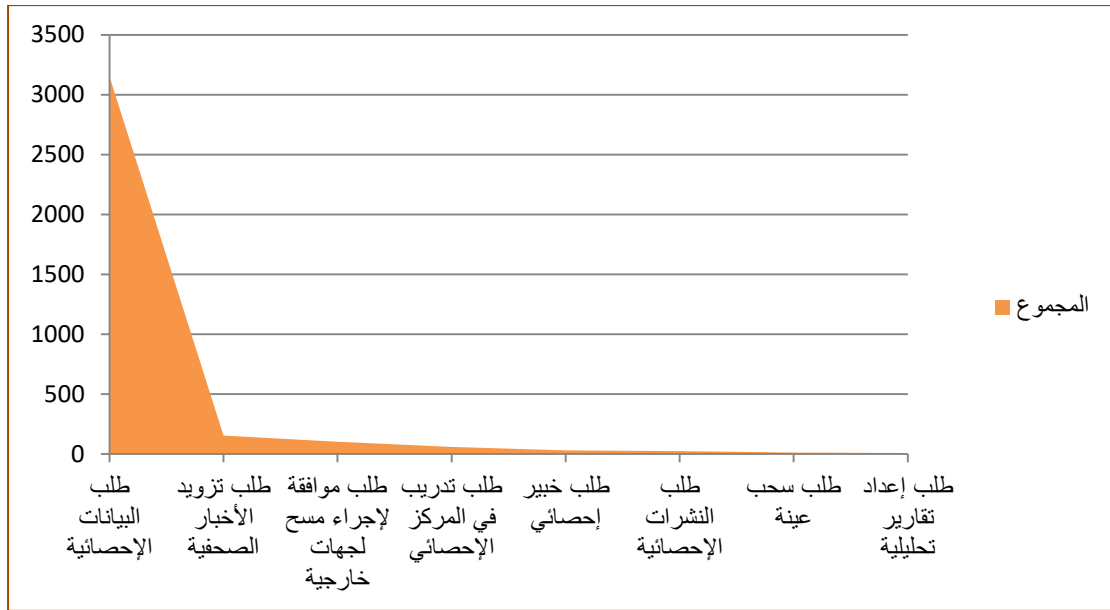 3500
3000
2500
2000
1500
1000
500
0
طلب
البيانات
الإحصائية
طلب تزويد
الأخبار
الصحفية
طلب موافقة
لإجراء مسح
لجهات
خارجية
طلب تدريب
في المركز
الإحصائي
طلب خبير
إحصائي
طلب
النشرات
الإحصائية
طلب سحب
عينة
طلب إعداد
تقارير
تحليلية
المجموع